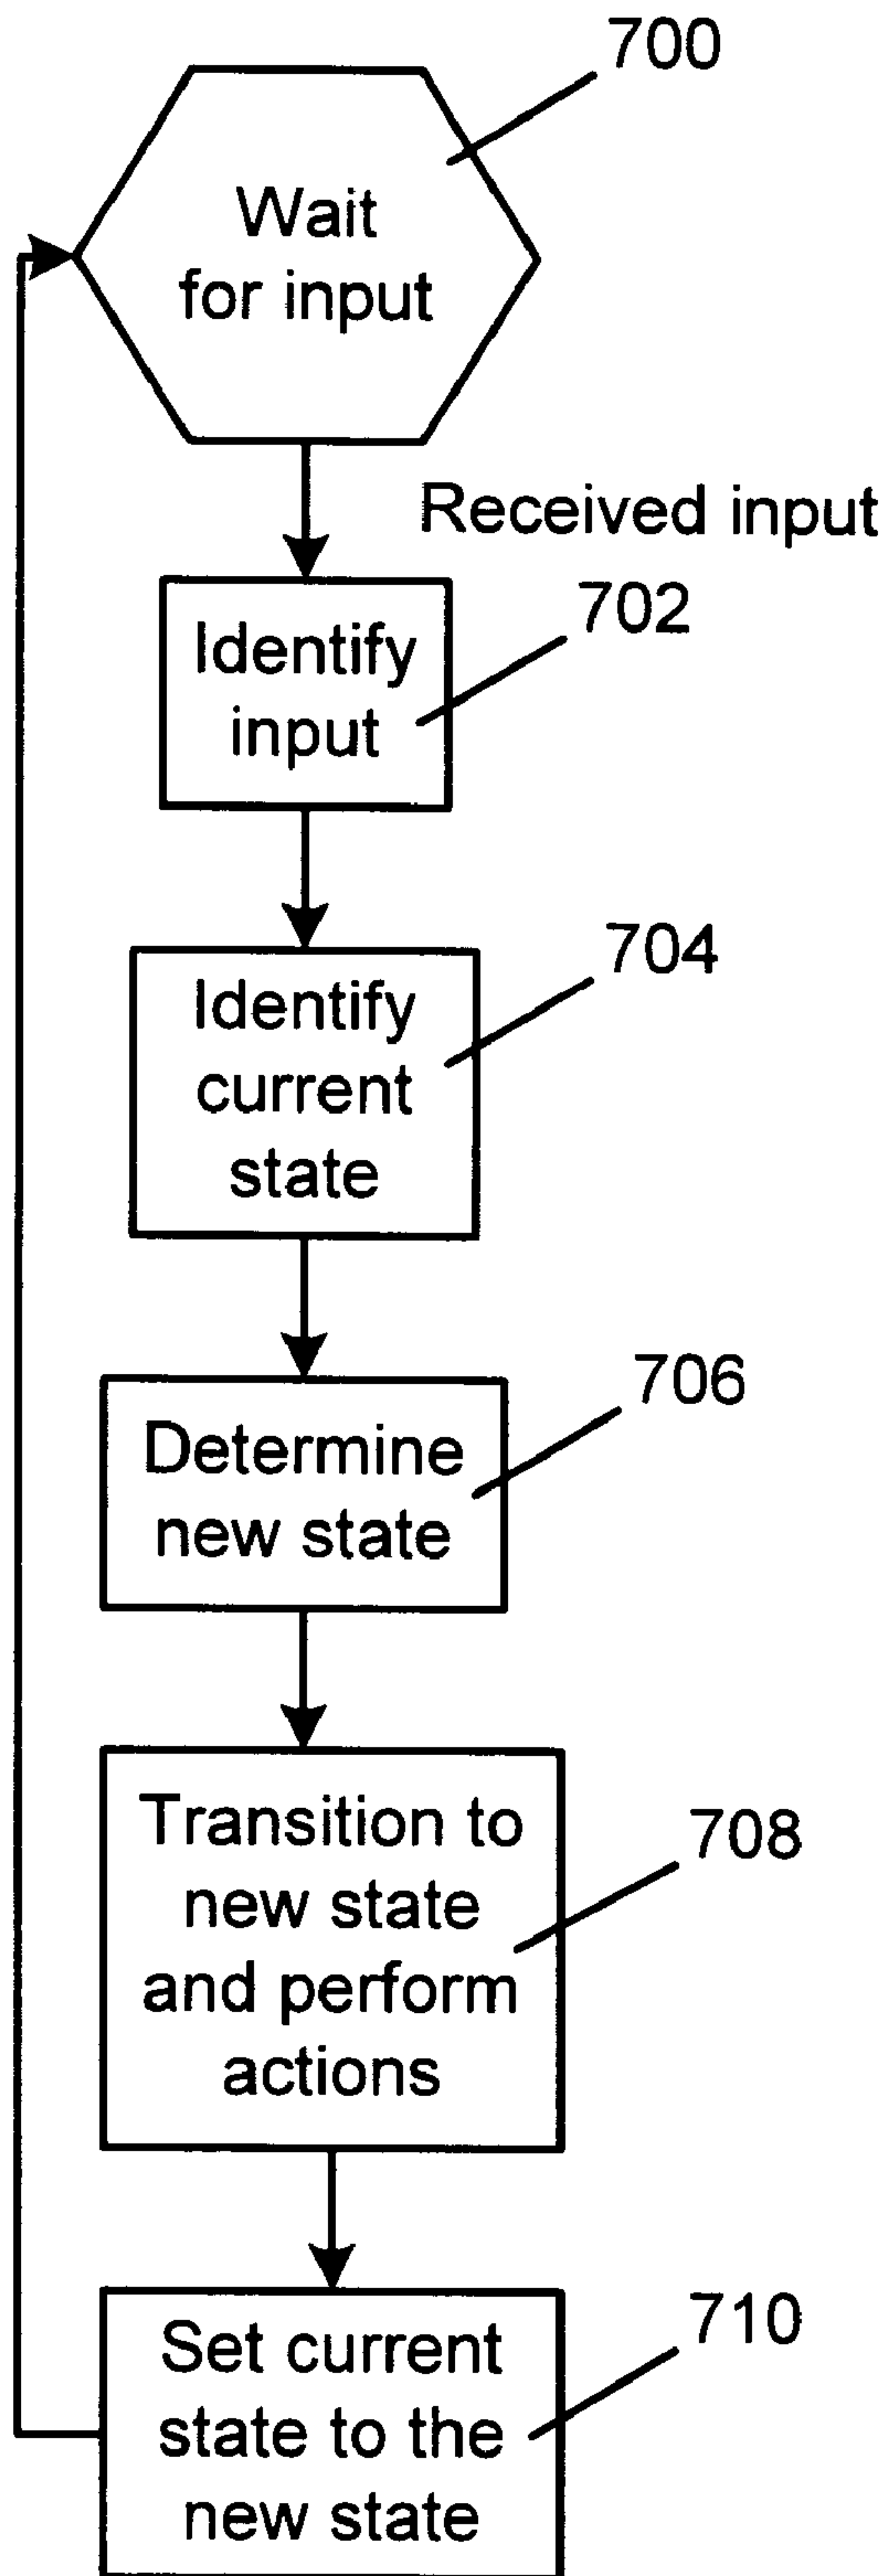 700
Wait
for input
Received input
702
Identify
input
704
Identify
current
state
706
Determine
new state
708
Transition to
new state
and perform
actions
710
Set current
state to the
new state